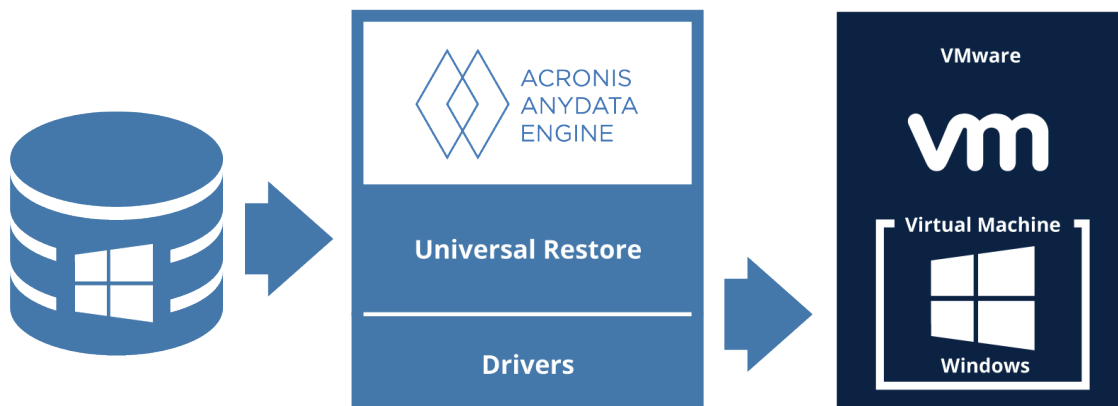 ACRONIS
ANYDATA
ENGINE
Universal Restore
Drivers
VMware
vm
Virtual Machine
Windows